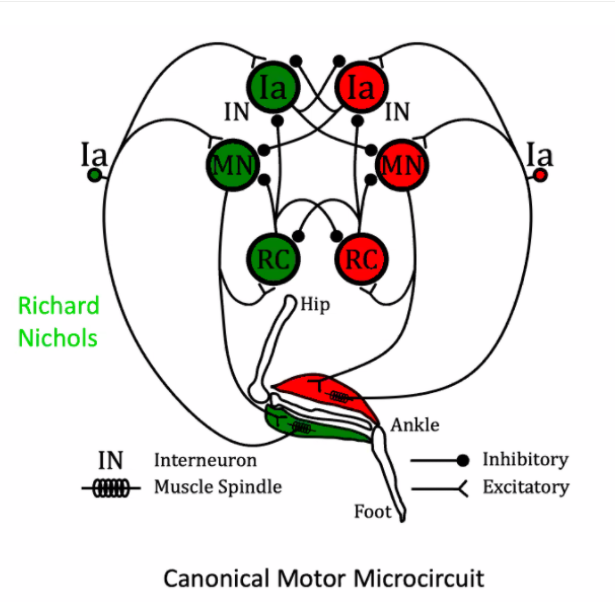 Ia Ia
IN IN
Ia MN MN Ia
RC RC
Richard
Nichols
Hip
Ankle
IN Interneuron
Muscle Spindle
Inhibitory
Excitatory
Foot
Canonical Motor Microcircuit